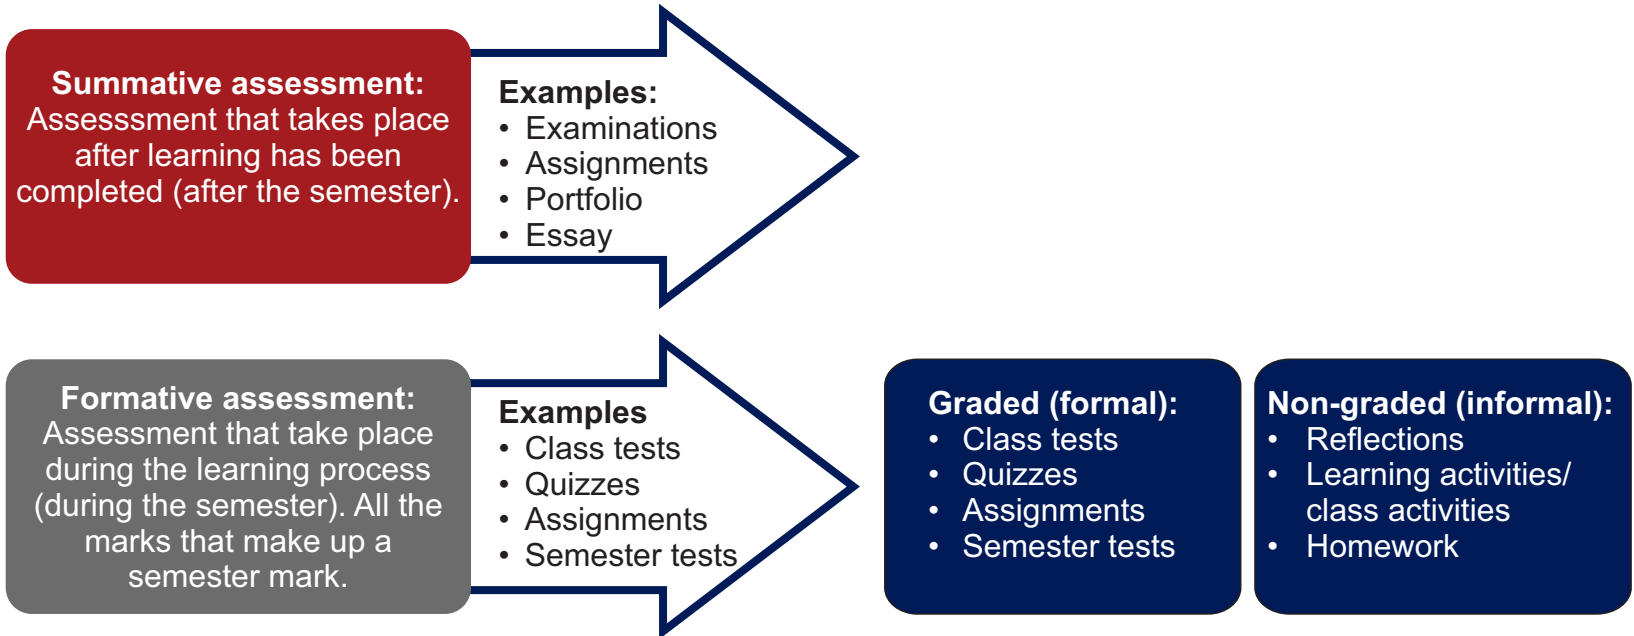 Summative assessment:
Assesssment that takes place
after learning has been
completed (after the semester).
Examples:
• Examinations
• Assignments
• Portfolio
• Essay
Formative assessment:
Assessment that take place
during the learning process
(during the semester). All the
marks that make up a
semester mark.
Examples
• Class tests
• Quizzes
• Assignments
• Semester tests
Graded (formal):
• Class tests
• Quizzes
• Assignments
• Semester tests
Non-graded (informal):
• Reflections
• Learning activities/
class activities
• Homework